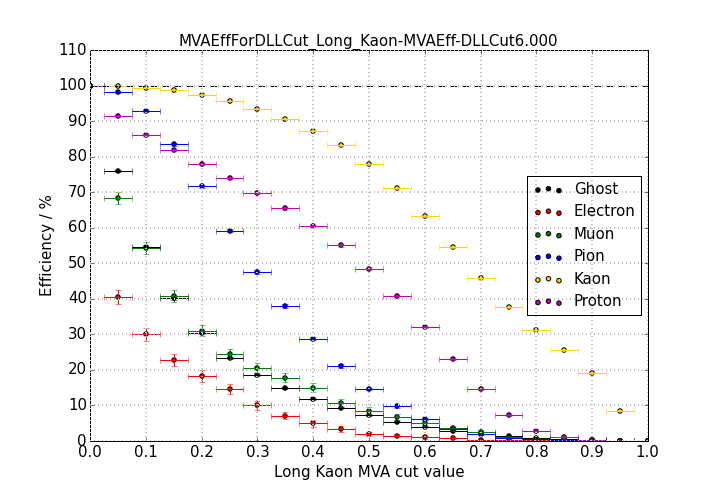 MVAEffForDLLCut_Long_Kaon-MVAEff-DLLCut6.000
110
100
90
80
70
60
50
40
30
20
10
0
Efficiency / %
Ghost
Electron
Muon
Pion
Kaon
Proton
0.0 0.1 0.2 0.3 0.4 0.5 0.6 0.7 0.8 0.9 1.0
Long Kaon MVA cut value